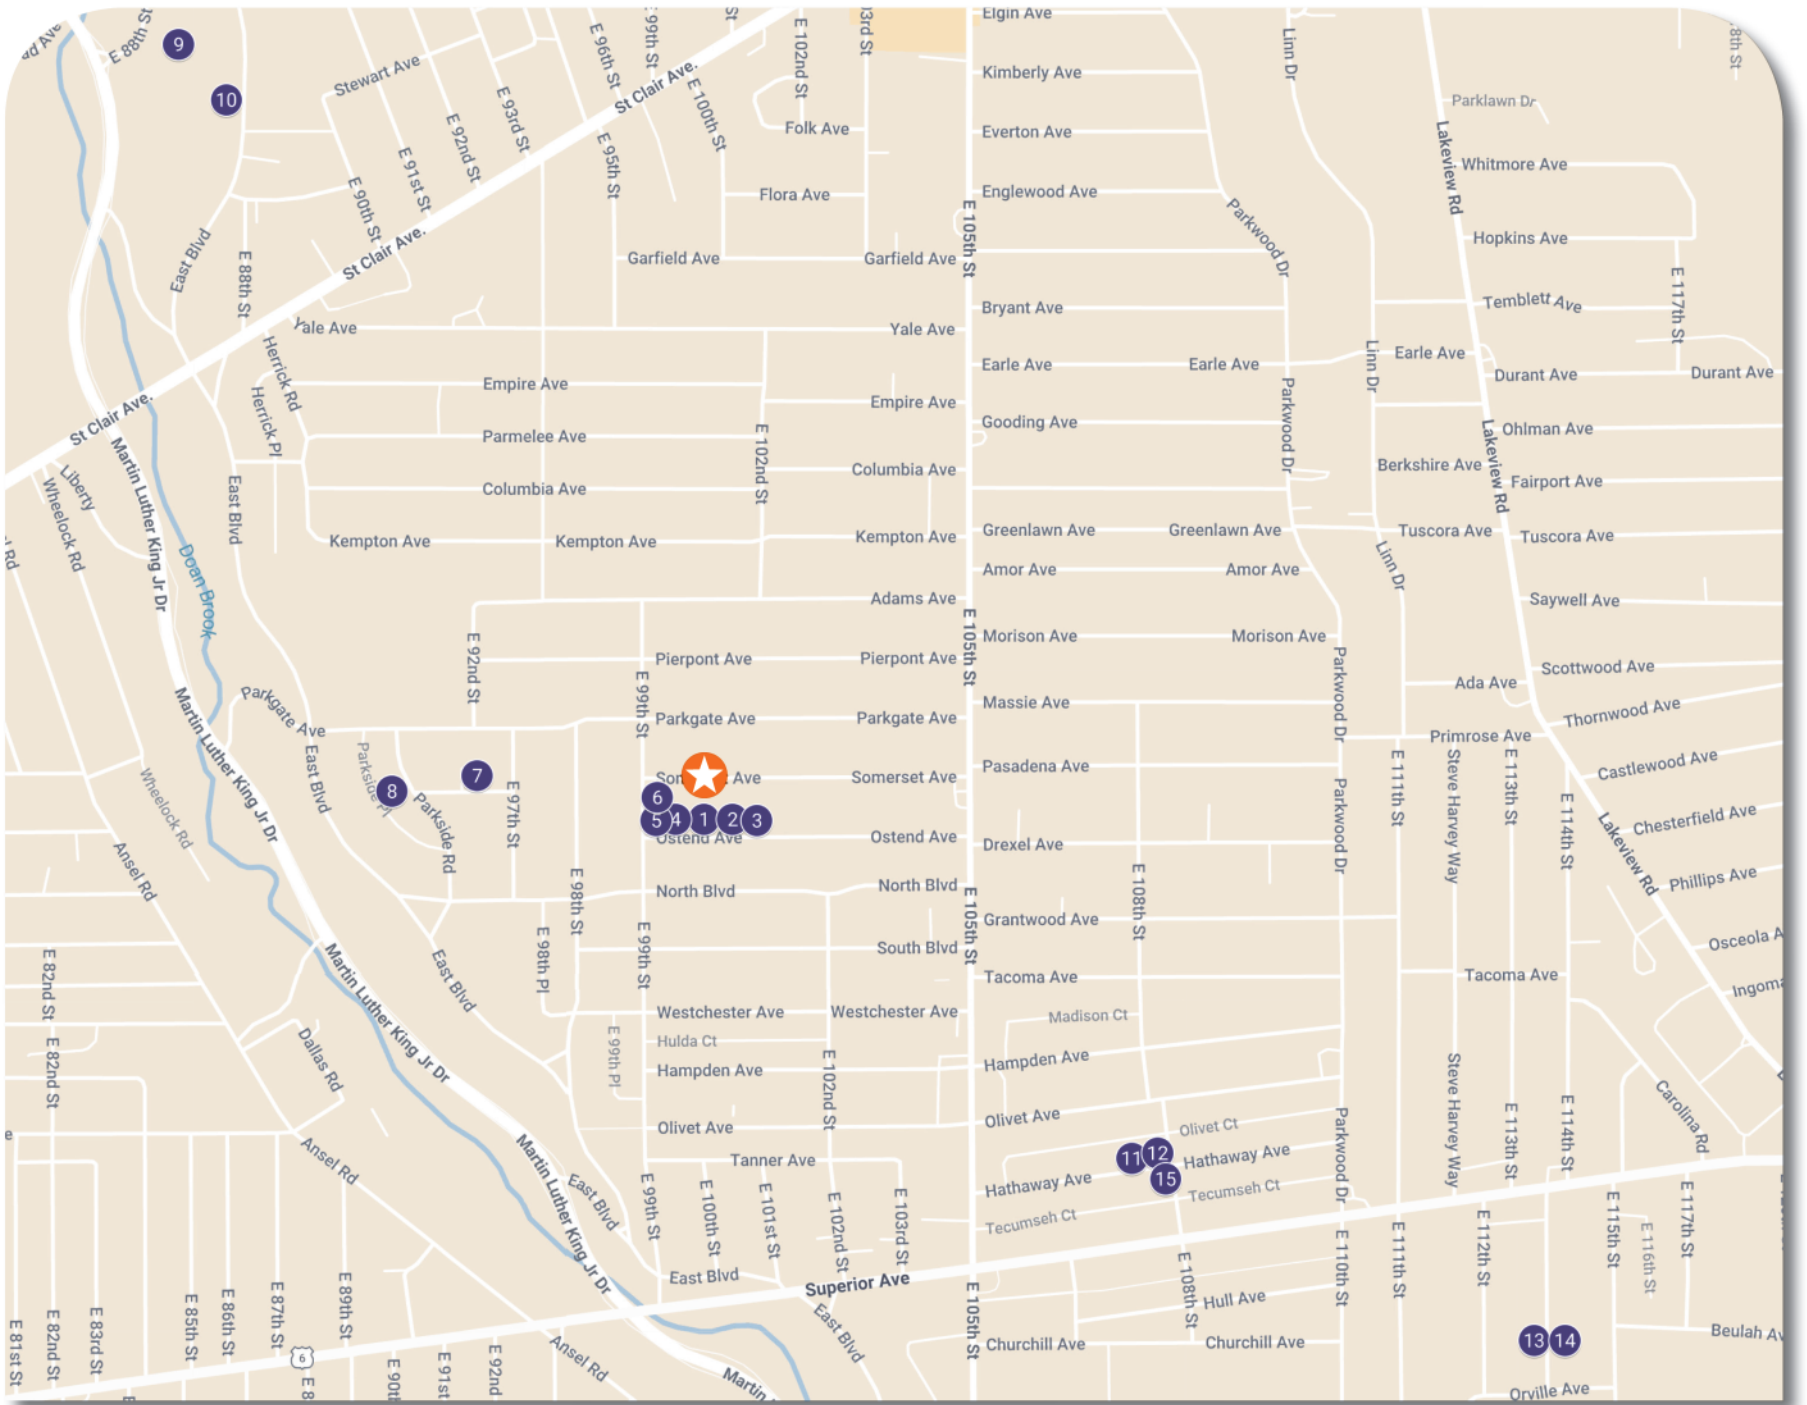 Elgin Ave
E 88th St
9
10
Stewart Ave
E 96th St
99th St
St
E 102nd St
3rd St
Linn Dr
8th St
St Clair Ave.
Kimberly Ave
Parklawn Dr
E 93rd St
E 92nd St
E 91st St
E 90th St
E 95th St
E 100th St
Folk Ave
Everton Ave
Lakeview Rd
Whitmore Ave
Flora Ave
Englewood Ave
E 105th St
Parkwood Dr
Hopkins Ave
East Blvd
E 88th St
St Clair Ave.
Garfield Ave
Garfield Ave
E 117th St
Temblett Ave
Bryant Ave
Yale Ave
Yale Ave
Herrick Rd
Earle Ave
Earle Ave
Linn Dr
Earle Ave
Durant Ave
Durant Ave
Empire Ave
Empire Ave
Herrick Pl
St Clair Ave.
Parkwood Dr
Gooding Ave
Ohlman Ave
Parmelee Ave
E 102nd St
Lakeview Rd
Columbia Ave
Berkshire Ave
Fairport Ave
Columbia Ave
Liberty
Wheelock Rd
Martin Luther King Jr Dr
East Blvd
Kempton Ave
Kempton Ave
Kempton Ave
Greenlawn Ave
Greenlawn Ave
Tuscora Ave
Tuscora Ave
Rd
Doan Brook
Amor Ave
Amor Ave
Linn Dr
Adams Ave
Saywell Ave
E 105th St
Morison Ave
Morison Ave
E 92nd St
Pierpont Ave
Pierpont Ave
Scottwood Ave
Parkwood Dr
Ada Ave
E 99th St
Parkgate Ave
Massie Ave
Thornwood Ave
Parkgate Ave
Parkgate Ave
Primrose Ave
Martin Luther King Jr Dr
East Blvd
Parkside Pl
7
8
Somerset Ave
Pasadena Ave
Castlewood Ave
6
5
4
1
2
3
Parkside Rd
E 97th St
Wheelock Rd
E 111th St
Steve Harvey Way
E 113th St
E 114th St
Parkwood Dr
Chesterfield Ave
Ostend Ave
Ostend Ave
Drexel Ave
Lakeview Rd
Ansel Rd
Phillips Ave
North Blvd
North Blvd
E 98th St
E 105th St
E 108th St
Grantwood Ave
E 98th Pl
E 99th St
South Blvd
Osceola A
Tacoma Ave
Tacoma Ave
Ingoma
E 82nd St
Martin Luther King Jr Dr
East Blvd
Westchester Ave
Westchester Ave
Madison Ct
Hulda Ct
E 99th Pl
Hampden Ave
Hampden Ave
E 82nd St
Dallas Rd
E 102nd St
Steve Harvey Way
E 113th St
E 114th St
Carolina Rd
Olivet Ave
Olivet Ave
Olivet Ct
e
Ansel Rd
Martin Luther King Jr Dr
Tanner Ave
11
12
15
Hathaway Ave
Hathaway Ave
Parkwood Dr
Tecumseh Ct
Tecumseh Ct
East Blvd
E 99th St
E 100th St
E 101st St
E 102nd St
E 103rd St
E 112th St
E 115th St
E 116th St
E 117th St
East Blvd
Superior Ave
E 108th St
E 110th St
E 111th St
Hull Ave
E 81st St
E 82nd St
E 83rd St
E 85th St
E 86th St
E 87th St
E 89th St
E 105th St
Churchill Ave
Churchill Ave
13
14
Beulah Av
East Blvd
Ansel Rd
6
E 8
E 90th
E 91st
E 92nd
Martin
Orville Ave